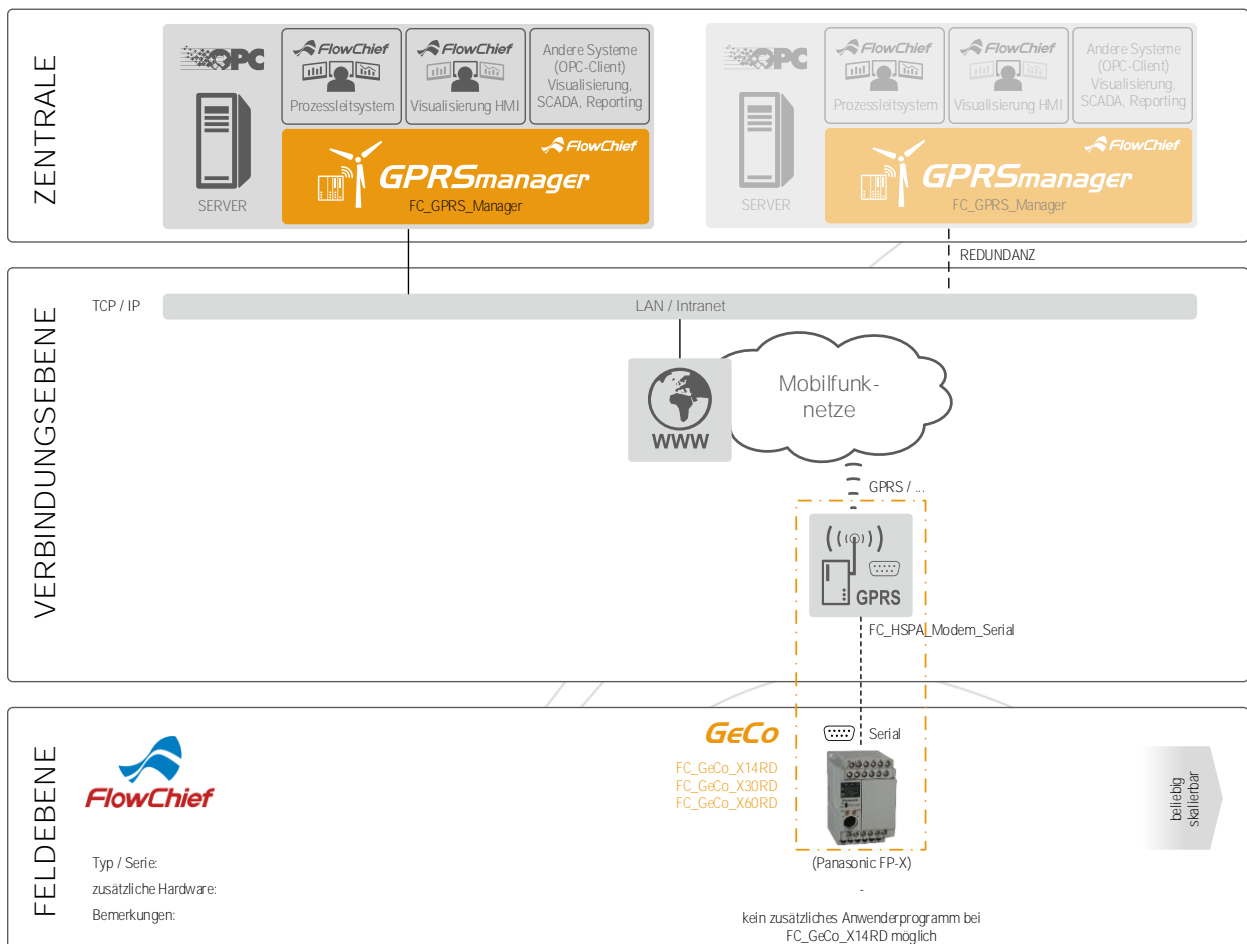 ZENTRALE
OPC
SERVER
FlowChief
Prozessleitsystem
FlowChief
Visualisierung HMI
Andere Systeme
(OPC-Client)
Visualisierung,
SCADA, Reporting
FlowChief
GPRSmanager
FC_GPRS_Manager
OPC
SERVER
FlowChief
Prozessleitsystem
FlowChief
Visualisierung HMI
Andere Systeme
(OPC-Client)
Visualisierung,
SCADA, Reporting
FlowChief
GPRSmanager
FC_GPRS_Manager
REDUNDANZ
VERBINDUNGSEBENE
TCP / IP
LAN / Intranet
WWW
Mobilfunk-
netze
GPRS / ...
GPRS
FC_HSPA_Modem_Serial
FELDEBENE
FlowChief
GeCo
FC_GeCo_X14RD
FC_GeCo_X30RD
FC_GeCo_X60RD
Serial
beliebig
skalierbar
Typ / Serie:
(Panasonic FP-X)
zusätzliche Hardware:
-
Bemerkungen:
kein zusätzliches Anwenderprogramm bei
FC_GeCo_X14RD möglich